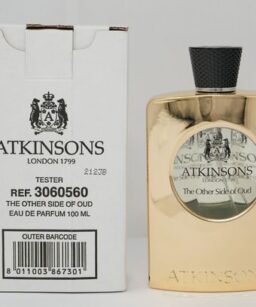 ATKINSONS
LONDON 1799
TESTER
2123B
REF. 3060560
THE OTHER SIDE OF OUD
EAU DE PARFUM 100 ML
OUTER BARCODE
8 011003 867301
ATKINSONS
LONDON 1799
The Other Side of Oud
ATKINSONS